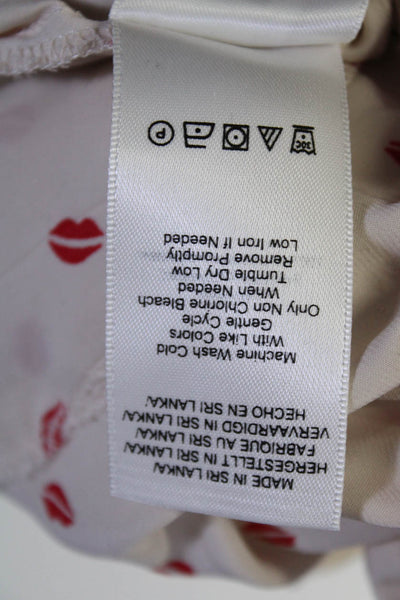 MADE IN SRI LANKA/
HERGESTELLT IN SRI LANKA/
FABRIQUE AU SRI LANKA/
VERVAARDIGD IN SRI LANKA/
HECHO EN SRI LANKA/
Machine Wash Cold
With Like Colors
Gentle Cycle
Only Non Chlorine Bleach
When Needed
Tumble Dry Low
Remove Promptly
Low Iron If Needed
30C P